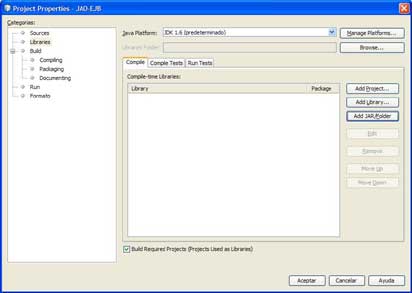 Project Properties - JAO-EJB
Categorías:
Sources
Libraries
Build
Compiling
Packaging
Documenting
Run
Formato
Java Platform: JDK 1.6 (predeterminado) Manage Platforms...
Libraries Folder: Browse...
Compile Compile Tests Run Tests
Compile-time Libraries:
Library Package
Add Project...
Add Library...
Add JAR/Folder
Edit
Remove
Move Up
Move Down
Build Required Projects (Projects Used as Libraries)
Aceptar Cancelar Ayuda